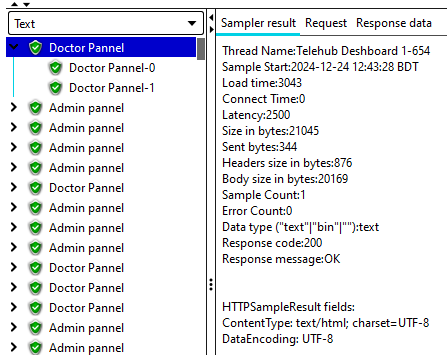 Text
Doctor Pannel
Doctor Pannel-0
Doctor Pannel-1
Admin pannel
Admin pannel
Admin pannel
Admin pannel
Doctor Panel
Admin pannel
Admin pannel
Admin pannel
Doctor Panel
Doctor Panel
Admin pannel
Admin pannel
Sampler result
Request
Response data
Thread Name:Telehub Deshboard 1-654
Sample Start:2024-12-24 12:43:28 BDT
Load time:3043
Connect Time:0
Latency:2500
Size in bytes:21045
Sent bytes:344
Headers size in bytes:876
Body size in bytes:20169
Sample Count:1
Error Count:0
Data type ("text"|"bin"|""):text
Response code:200
Response message:OK
HTTPSampleResult fields:
ContentType: text/html; charset=UTF-8
DataEncoding: UTF-8